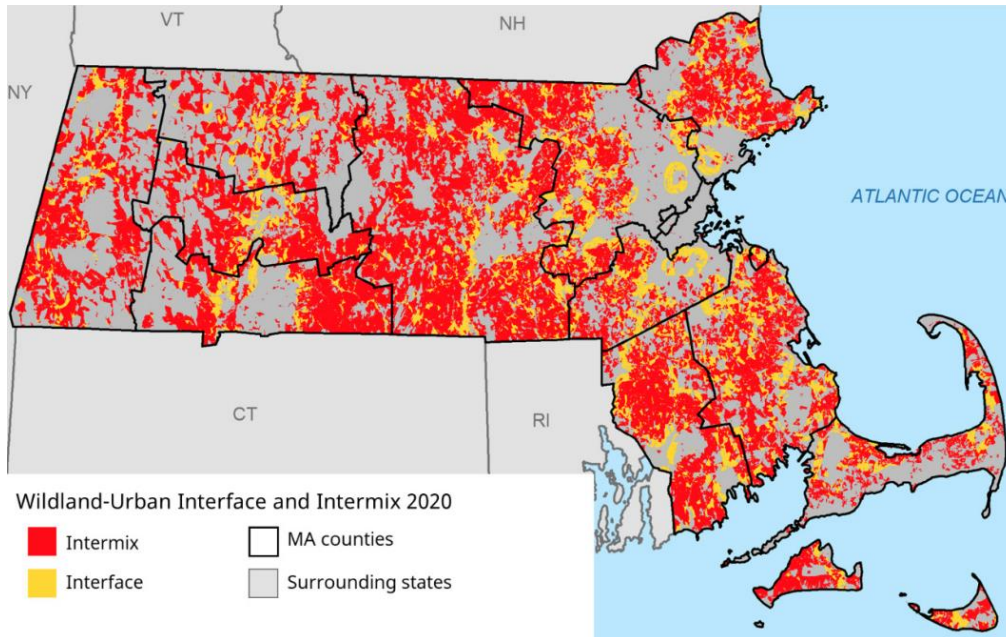 VT
NH
NY
ATLANTIC OCEAN
CT
RI
Wildland-Urban Interface and Intermix 2020
Intermix
MA counties
Interface
Surrounding states